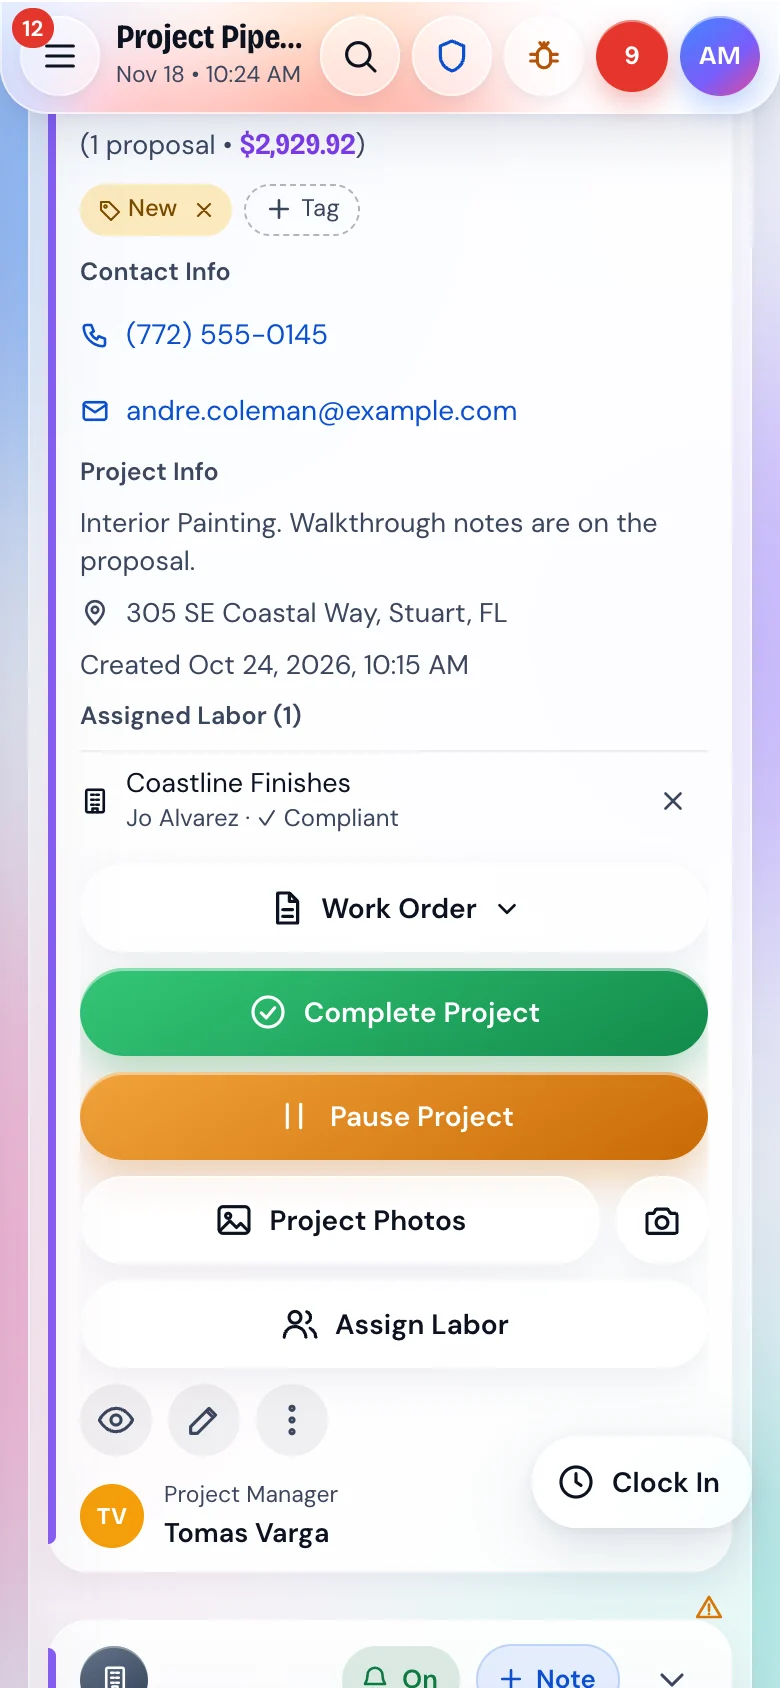 12
Project Pipe...
Nov 18 • 10:24 AM
9
AM
(1 proposal • $2,929.92)
New
+ Tag
Contact Info
(772) 555-0145
andre.coleman@example.com
Project Info
Interior Painting. Walkthrough notes are on the
proposal.
305 SE Coastal Way, Stuart, FL
Created Oct 24, 2026, 10:15 AM
Assigned Labor (1)
Coastline Finishes
Jo Alvarez · ✓ Compliant
Work Order
Complete Project
Pause Project
Project Photos
Assign Labor
Clock In
TV
Project Manager
Tomas Varga
On
+ Note